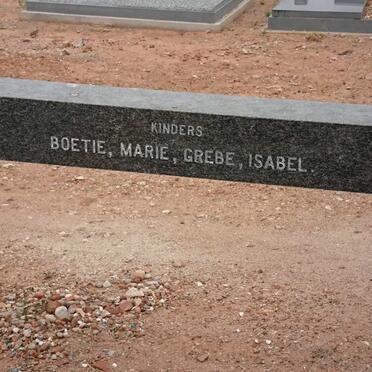 KINDERS
BOETIE, MARIE, GREBE, ISABEL.